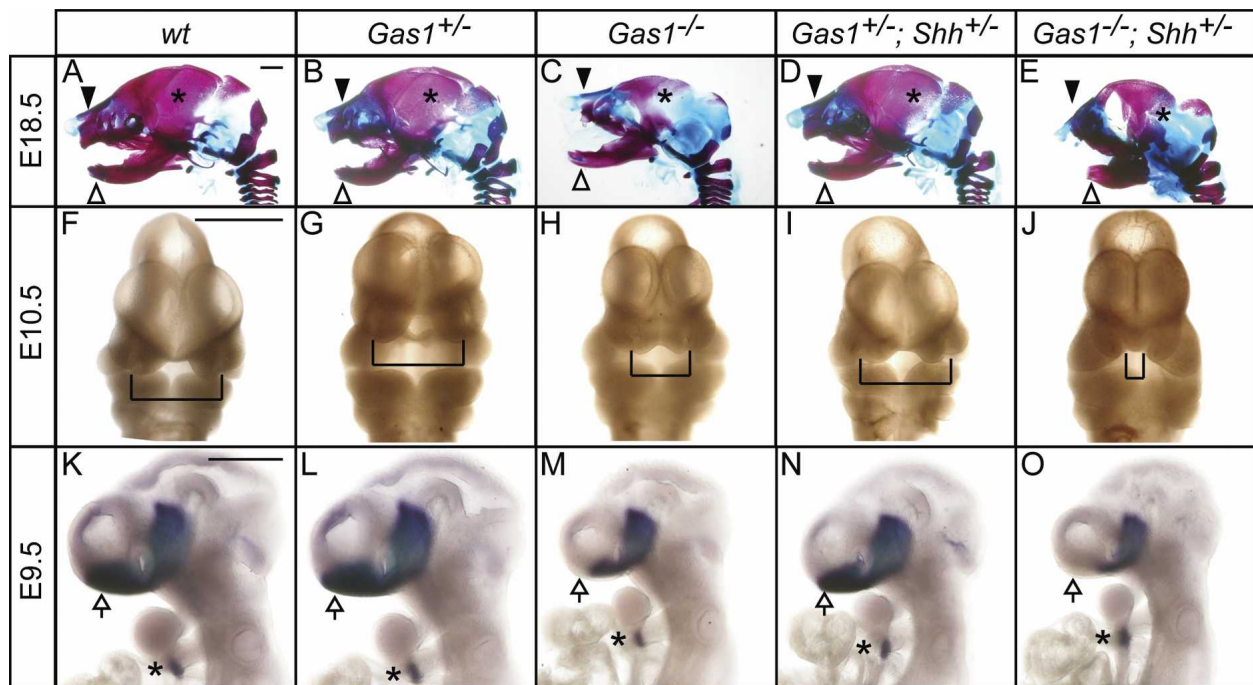 wt Gas1+/- Gas1-/- Gas1+/-; Shh+/- Gas1-/-; Shh+/-
E18.5
A B C D E
* * * * *
E10.5
F G H I J
E9.5
K L M N O
* * * * *